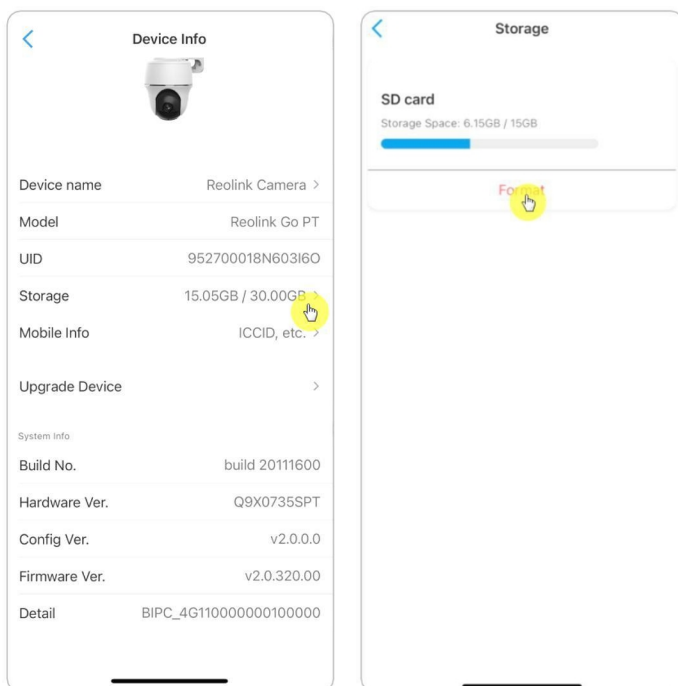 Device Info
Device name Reolink Camera >
Model Reolink Go PT
UID 952700018N603I6O
Storage 15.05GB / 30.00GB >
Mobile Info ICCID, etc. >
Upgrade Device >
System Info
Build No. build 20111600
Hardware Ver. Q9X0735SPT
Config Ver. v2.0.0.0
Firmware Ver. v2.0.320.00
Detail BIPC_4G110000000100000
Storage
SD card
Storage Space: 6.15GB / 15GB
Format